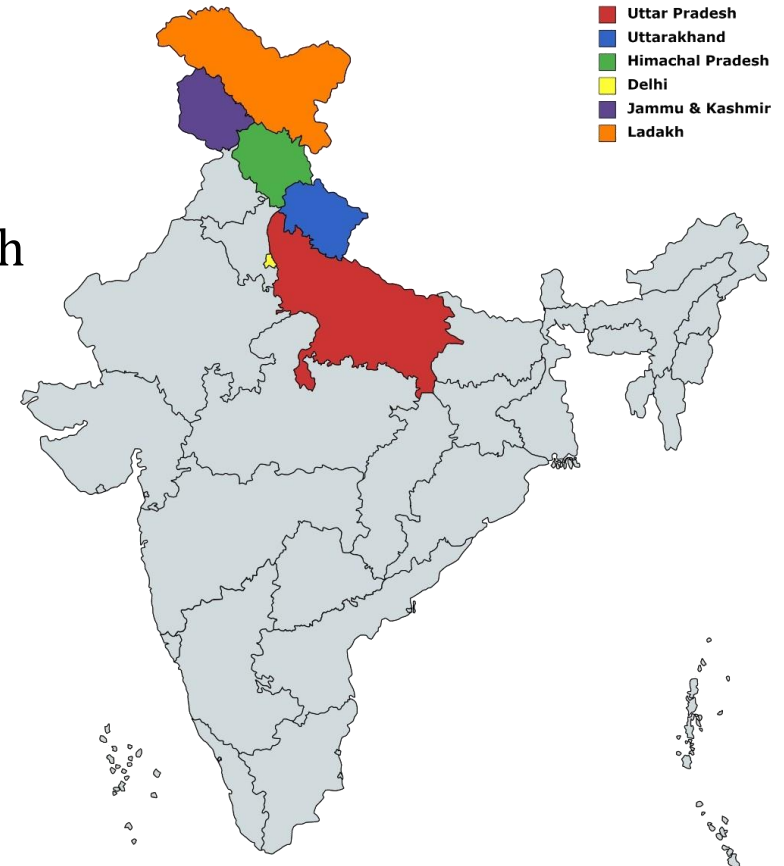 Uttar Pradesh
Uttarakhand
Himachal Pradesh
Delhi
Jammu & Kashmir
Ladakh
h